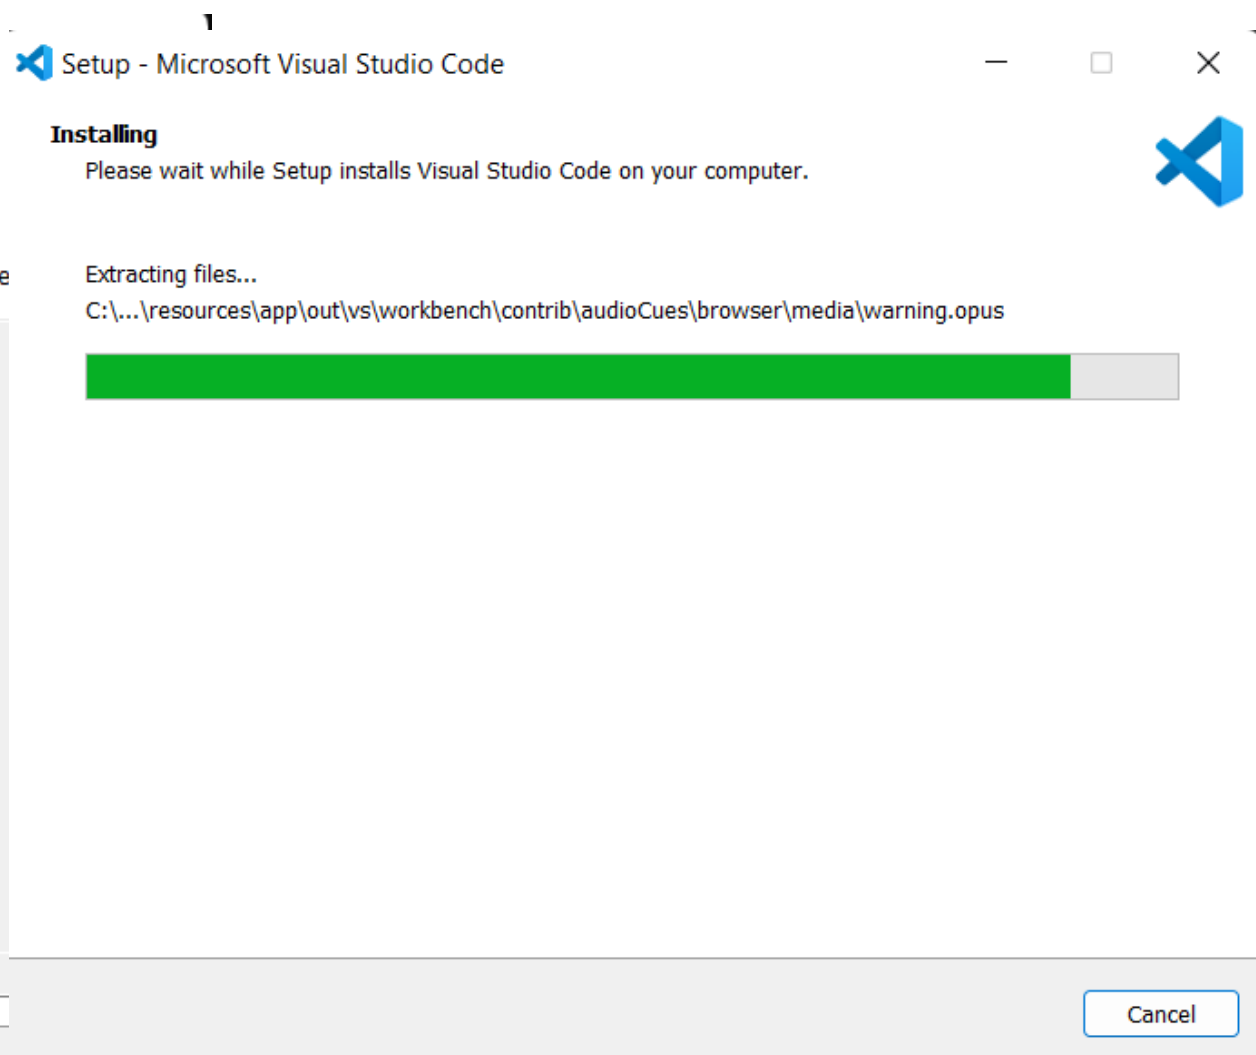 Setup - Microsoft Visual Studio Code
Installing
Please wait while Setup installs Visual Studio Code on your computer.
Extracting files...
C:\...\resources\app\out\vs\workbench\contrib\audioCues\browser\media\warning.opus
Cancel